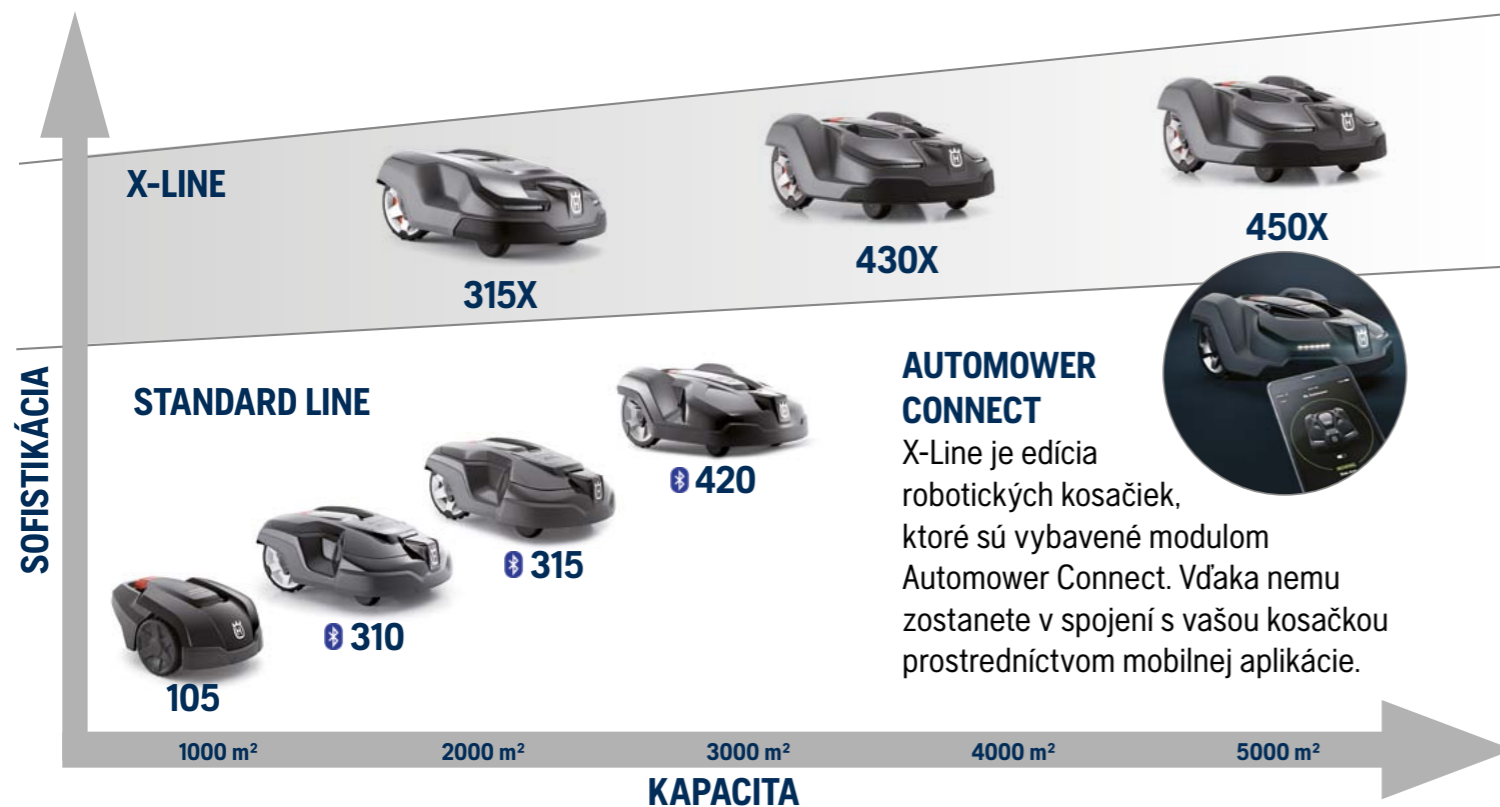 X-LINE
315X
430X
450X
SOFISTIKÁCIA
STANDARD LINE
105
310
315
420
AUTOMOWER
CONNECT
X-Line je edícia
robotických kosačiek,
ktoré sú vybavené modulom
Automower Connect. Vďaka nemu
zostanete v spojení s vašou kosačkou
prostredníctvom mobilnej aplikácie.
1000 m²
2000 m²
3000 m²
4000 m²
5000 m²
KAPACITA